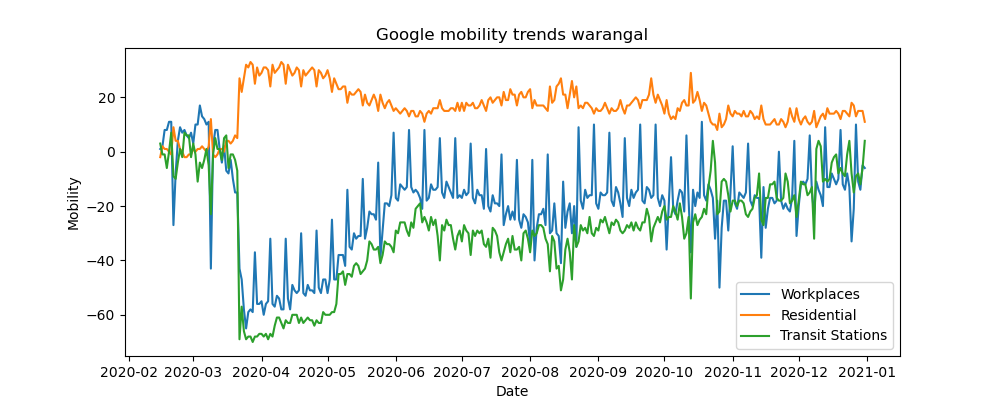 Google mobility trends warangal
Mobility
20
0
−20
−40
−60
2020-02 2020-03 2020-04 2020-05 2020-06 2020-07 2020-08 2020-09 2020-10 2020-11 2020-12 2021-01
Date
Workplaces
Residential
Transit Stations